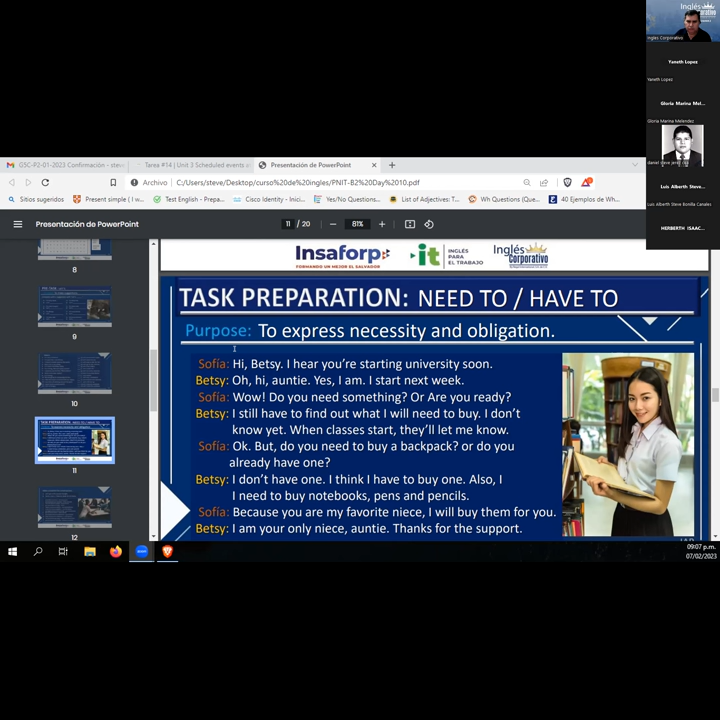 Inglés
Corporativo
Ingles Corporativo
Yaneth Lopez
Yaneth Lopez
Gloria Marina Mel...
Gloria Marina Melendez
Luis Alberth Steve...
Luis Alberth Steve Bonilla Canales
HERBERTH ISAAC...
G5C-P2-01-2023 Confirmación - steve
Tarea #14 | Unit 3 Scheduled events a
Presentación de PowerPoint
Archivo
C:/Users/steve/Desktop/curso%20de%20ingles/PNIT-B2%20Day%2010.pdf
Sitios sugeridos
Present simple ( I w...
Test English - Prepa...
Cisco Identity - Inici...
Yes/No Questions...
List of Adjectives: T...
Wh Questions (Que...
40 Ejemplos de Wh...
Presentación de PowerPoint
11 / 20
81%
8
9
10
11
12
Insaforp
FORMANDO UN MEJOR EL SALVADOR
it
INGLÉS
PARA
EL TRABAJO
Inglés
Corporativo
TASK PREPARATION: NEED TO / HAVE TO
Purpose: To express necessity and obligation.
Sofía: Hi, Betsy. I hear you're starting university soon.
Betsy: Oh, hi, auntie. Yes, I am. I start next week.
Sofía: Wow! Do you need something? Or Are you ready?
Betsy: I still have to find out what I will need to buy. I don't
know yet. When classes start, they'll let me know.
Sofía: Ok. But, do you need to buy a backpack? or do you
already have one?
Betsy: I don't have one. I think I have to buy one. Also, I
I need to buy notebooks, pens and pencils.
Sofía: Because you are my favorite niece, I will buy them for you.
Betsy: I am your only niece, auntie. Thanks for the support.
09:07 p.m.
07/02/2023